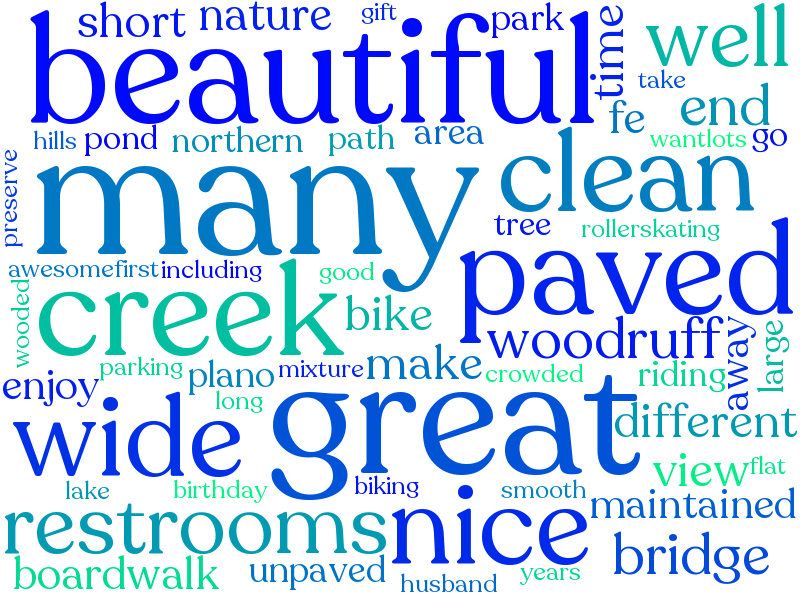 short nature gift park time well
beautiful take fe end
hills pond northern path area wantlots go
preserve many clean
tree rollerskating
awesomefirst including good paved
wooded creek bike woodruff away large
parking plano mixture make crowded riding
enjoy long great different
wide view flat
lake birthday biking smooth maintained
restrooms nice bridge
boardwalk unpaved husband years